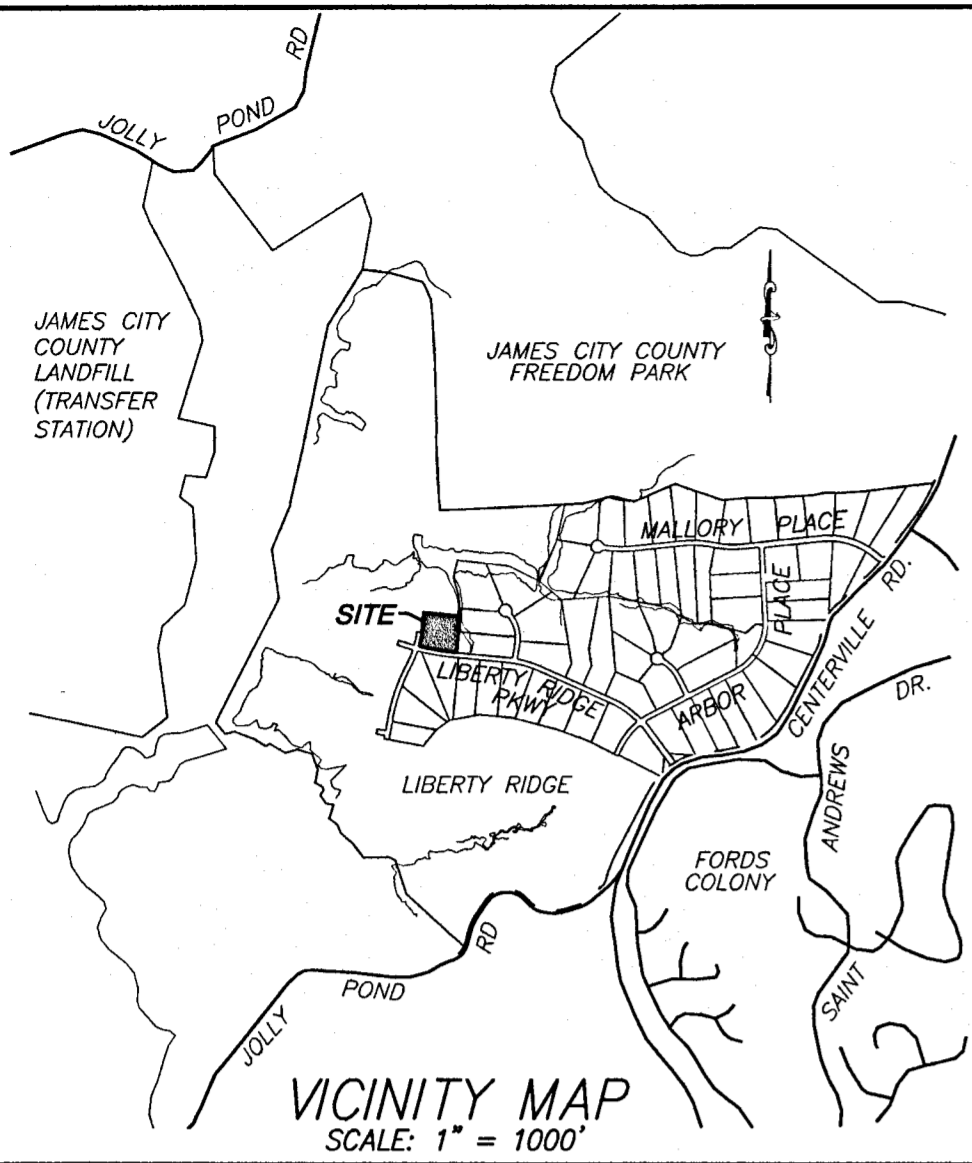 JOLLY POND RD
JAMES CITY
COUNTY
LANDFILL
(TRANSFER
STATION)
JAMES CITY COUNTY
FREEDOM PARK
MALLORY PLACE
PLACE
ARBOR
CENTERVILLE RD.
SITE
LIBERTY RIDGE
PKWY
LIBERTY RIDGE
DR.
ANDREWS
SAINT
FORDS
COLONY
JOLLY POND RD
VICINITY MAP
SCALE: 1" = 1000'